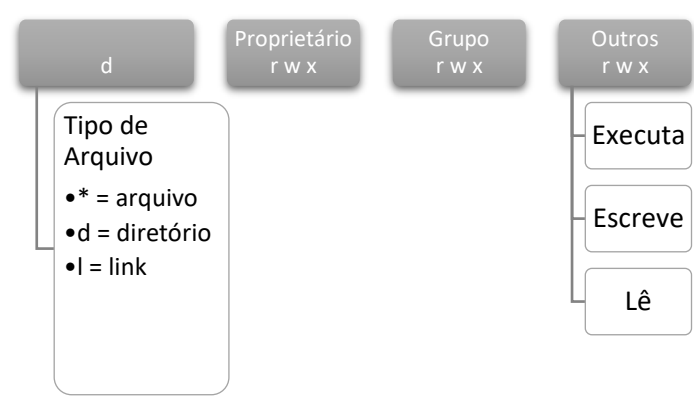 d
Proprietário
r w x
Grupo
r w x
Outros
r w x
Tipo de
Arquivo
•* = arquivo
•d = diretório
•l = link
Executa
Escreve
Lê